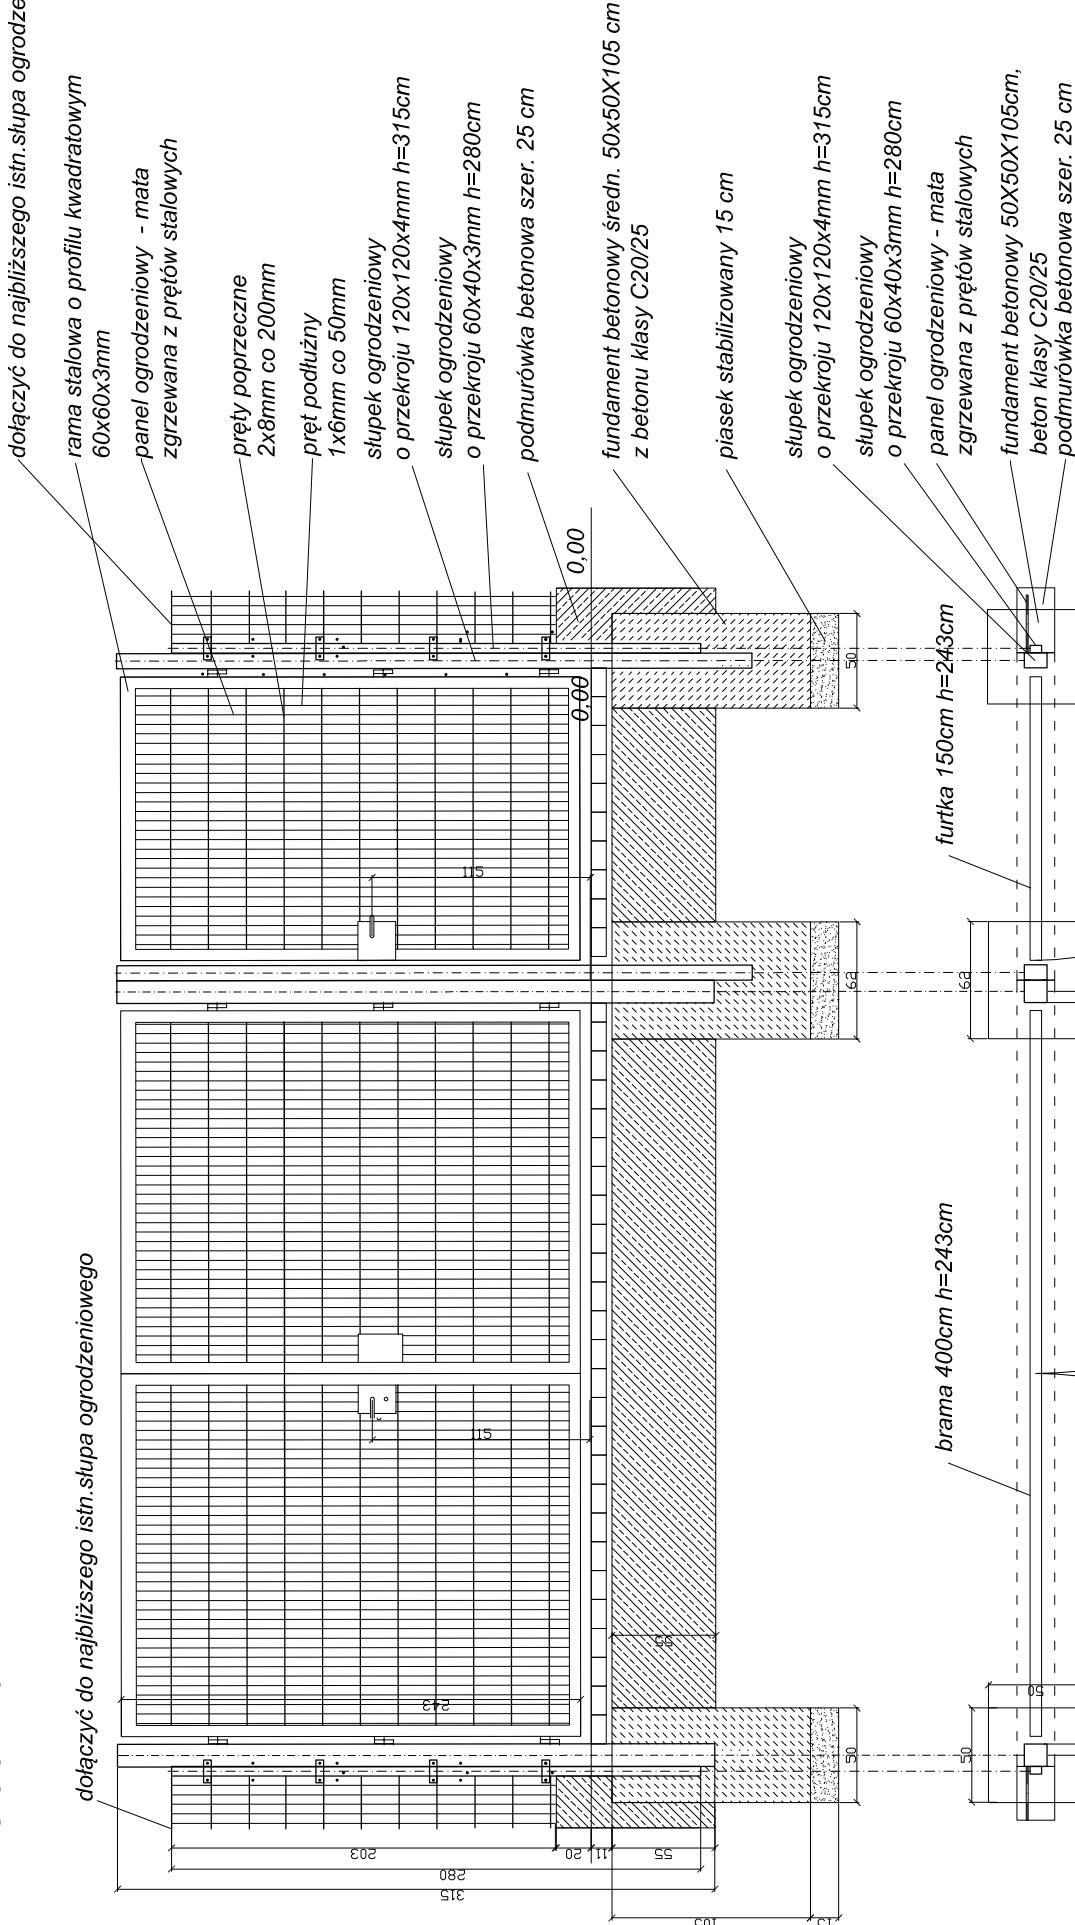 dołączyć do najbliższego istn.słupa
rama stalowa o profilu kwadratowym
60x60x3mm
panel ogrodzeniowy - mata
zgrzewana z prętów stalowych
pręty poprzeczne
2x8mm co 200mm
pręt podłużny
1x6mm co 50mm
słupek ogrodzeniowy
o przekroju 120x120x4mm h=315cm
słupek ogrodzeniowy
o przekroju 60x40x3mm h=280cm
podmurówka betonowa szer. 25 cm
fundament betonowy średn. 50x50X105 cm
z betonu klasy C20/25
piasek stabilizowany 15 cm
słupek ogrodzeniowy
o przekroju 120x120x4mm h=315cm
słupek ogrodzeniowy
o przekroju 60x40x3mm h=280cm
panel ogrodzeniowy - mata
zgrzewana z prętów stalowych
fundament betonowy 50X50X105cm,
beton klasy C20/25
podmurówka betonowa szer. 25 cm
0,00
0,00
furtka 150cm h=243cm
brama 400cm h=243cm
dołączyć do najbliższego istn.słupa ogrodzeniowego
115
115
243
55
50
62
50
62
50
50
203
20
11
55
280
315